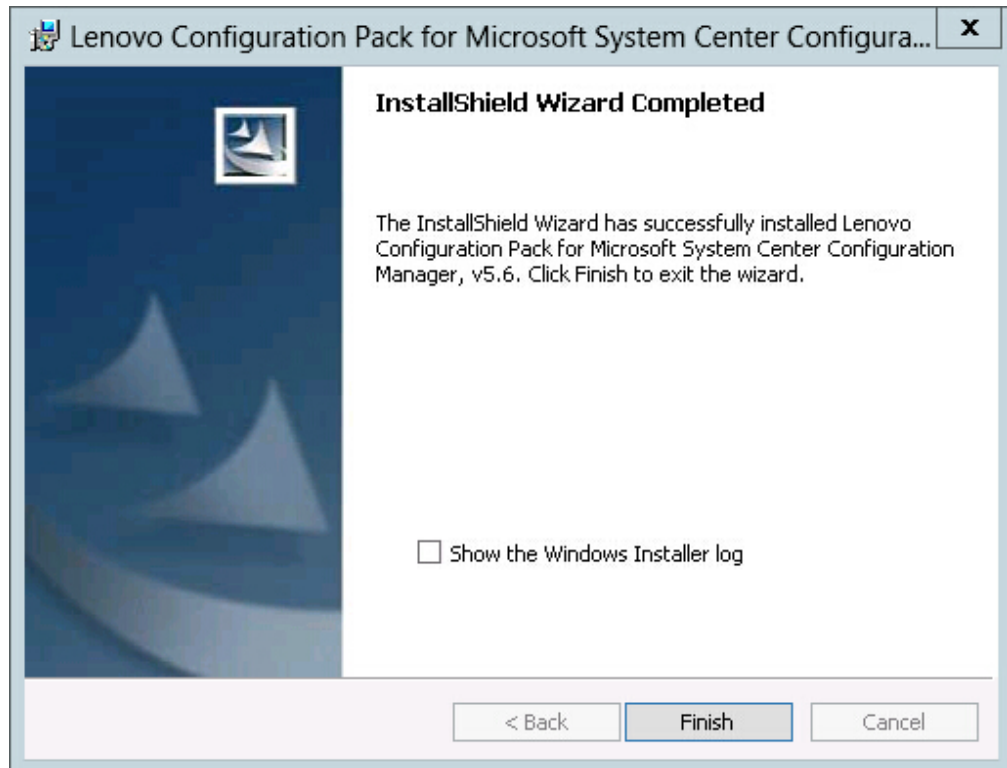 Lenovo Configuration Pack for Microsoft System Center Configura...
x
InstallShield Wizard Completed
The InstallShield Wizard has successfully installed Lenovo
Configuration Pack for Microsoft System Center Configuration
Manager, v5.6. Click Finish to exit the wizard.
Show the Windows Installer log
< Back
Finish
Cancel